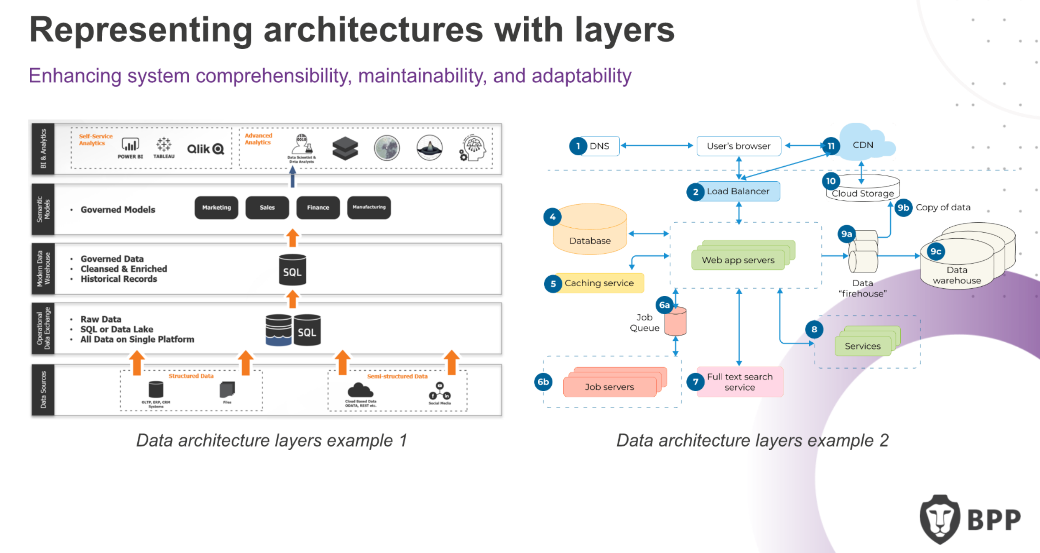 Representing architectures with layers
Enhancing system comprehensibility, maintainability, and adaptability
BI & Analytics
Self-Service
Analytics
POWER BI
TABLEAU
Qlik
Advanced
Analytics
Data Scientist &
Data Analysts
Semantic
Models
• Governed Models
Marketing
Sales
Finance
Manufacturing
Modern Data
Warehouse
• Governed Data
• Cleansed & Enriched
• Historical Records
SQL
Operational
Data Exchange
• Raw Data
• SQL or Data Lake
• All Data on Single Platform
SQL
Data Sources
Structured Data
OLTP, ERP, CRM
Systems
Files
Semi-structured Data
Cloud Based Data
ODATA, REST etc.
Social Media
Data architecture layers example 1
1 DNS
User's browser
11 CDN
2 Load Balancer
10
Cloud Storage
4
Database
9b Copy of data
9a
Web app servers
9c
Data
warehouse
5 Caching service
Data
"firehouse"
6a
Job
Queue
8
Services
6b
Job servers
7 Full text search
service
Data architecture layers example 2
BPP